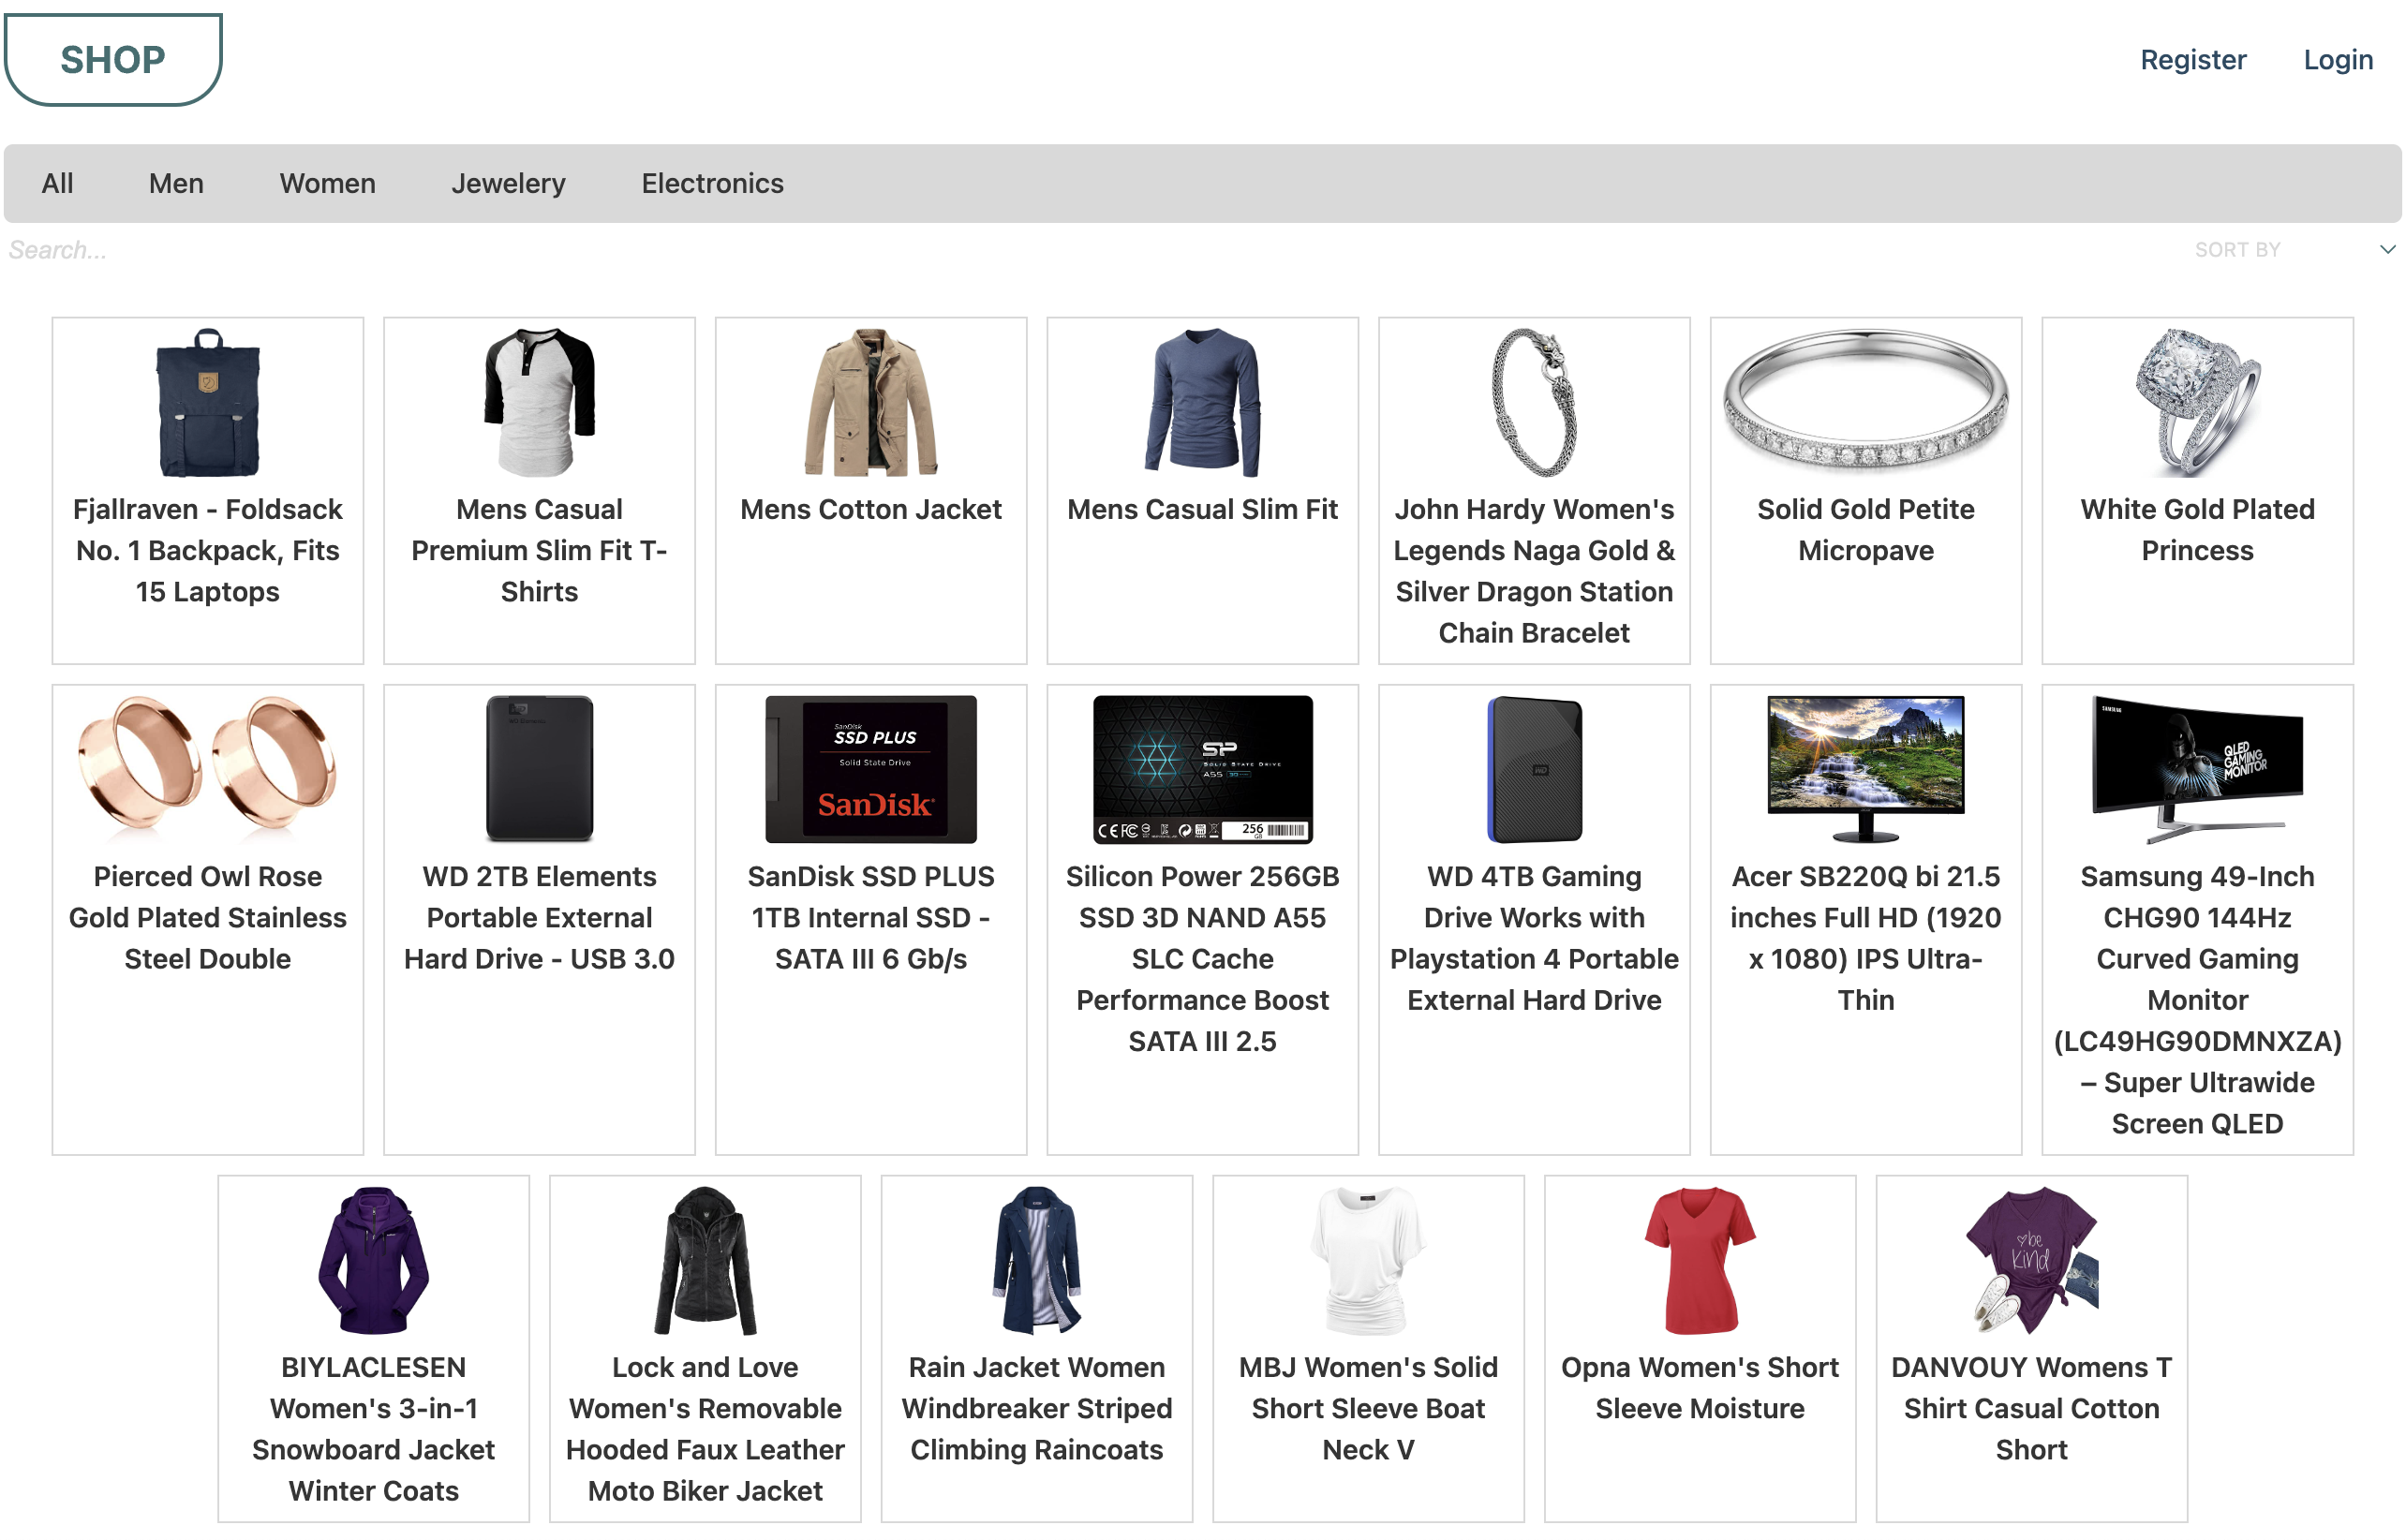 SHOP
Register
Login
All
Men
Women
Jewelery
Electronics
Search...
SORT BY
Fjallraven - Foldsack
No. 1 Backpack, Fits
15 Laptops
Mens Casual
Premium Slim Fit T-
Shirts
Mens Cotton Jacket
Mens Casual Slim Fit
John Hardy Women's
Legends Naga Gold &
Silver Dragon Station
Chain Bracelet
Solid Gold Petite
Micropave
White Gold Plated
Princess
Pierced Owl Rose
Gold Plated Stainless
Steel Double
WD
WD 2TB Elements
Portable External
Hard Drive - USB 3.0
SanDisk
SSD PLUS
Solid State Drive
SanDisk
SanDisk SSD PLUS
1TB Internal SSD -
SATA III 6 Gb/s
SP
SOLID STATE DRIVE
A55
256
GB
Silicon Power 256GB
SSD 3D NAND A55
SLC Cache
Performance Boost
SATA III 2.5
WD
WD 4TB Gaming
Drive Works with
Playstation 4 Portable
External Hard Drive
Acer SB220Q bi 21.5
inches Full HD (1920
x 1080) IPS Ultra-
Thin
SAMSUNG
QLED
GAMING
MONITOR
Samsung 49-Inch
CHG90 144Hz
Curved Gaming
Monitor
(LC49HG90DMNXZA)
– Super Ultrawide
Screen QLED
BIYLACLESEN
Women's 3-in-1
Snowboard Jacket
Winter Coats
Lock and Love
Women's Removable
Hooded Faux Leather
Moto Biker Jacket
Rain Jacket Women
Windbreaker Striped
Climbing Raincoats
MBJ Women's Solid
Short Sleeve Boat
Neck V
Opna Women's Short
Sleeve Moisture
be
kind
DANVOUY Womens T
Shirt Casual Cotton
Short